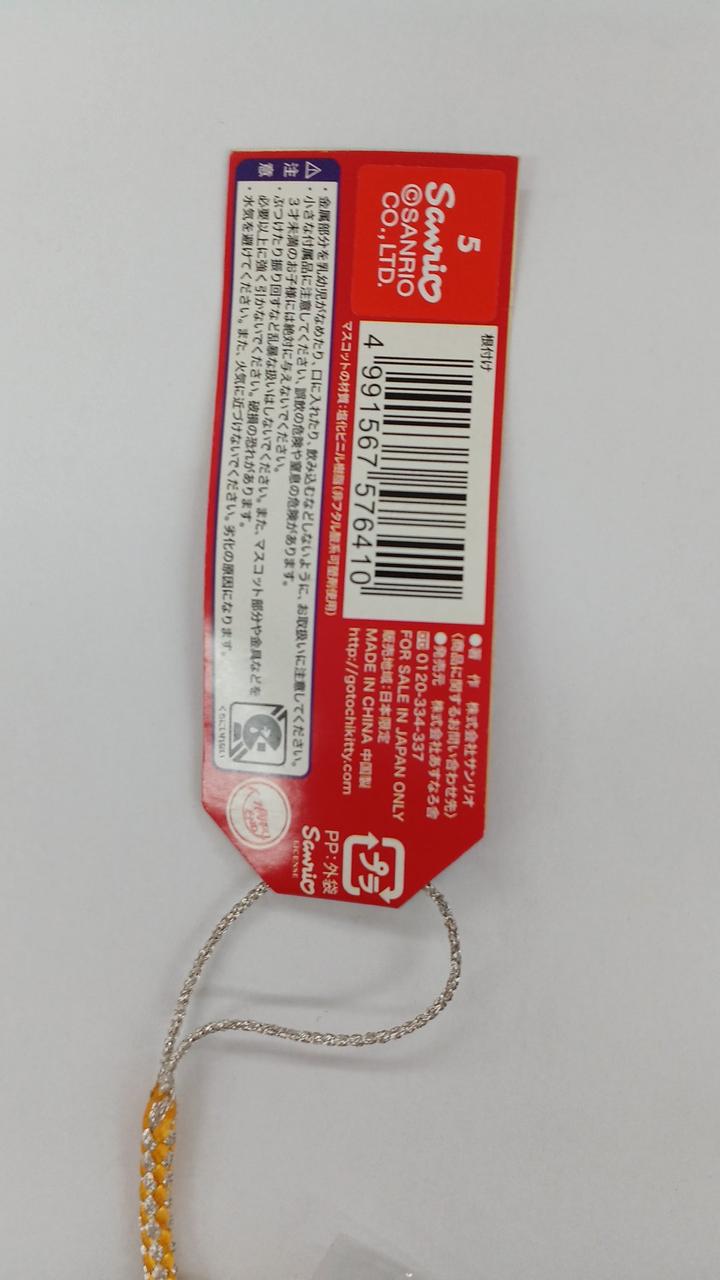 5
Sanrio
©SANRIO
CO.,LTD.
根付け
4 991567 576410
マスコットの材質:塩化ビニル樹脂(非フタル酸系可塑剤使用)
⚠注意
・金属部分を乳幼児がなめたり、口に入れたり、飲み込むなどしないように、お取扱いに注意してください。
・小さな付属品に注意してください、誤飲の危険や窒息の危険があります。
3才未満のお子様には絶対に与えないでください。
・ぶつけたり振り回すなど乱暴な扱いはしないでください。また、マスコット部分や金具などを
必要以上に強く引かないでください。破損の恐れがあります。
・水気を避けてください。また、火気に近づけないでください。劣化の原因になります。
くちにいれない
●著 作 株式会社サンリオ
〈商品に関するお問い合わせ先〉
●発売元 株式会社あすなろ舎
0120-334-337
FOR SALE IN JAPAN ONLY
販売地域:日本限定
MADE IN CHINA 中国製
http://gotochikitty.com
プラ
PP:外袋
Sanrio
LICENSE